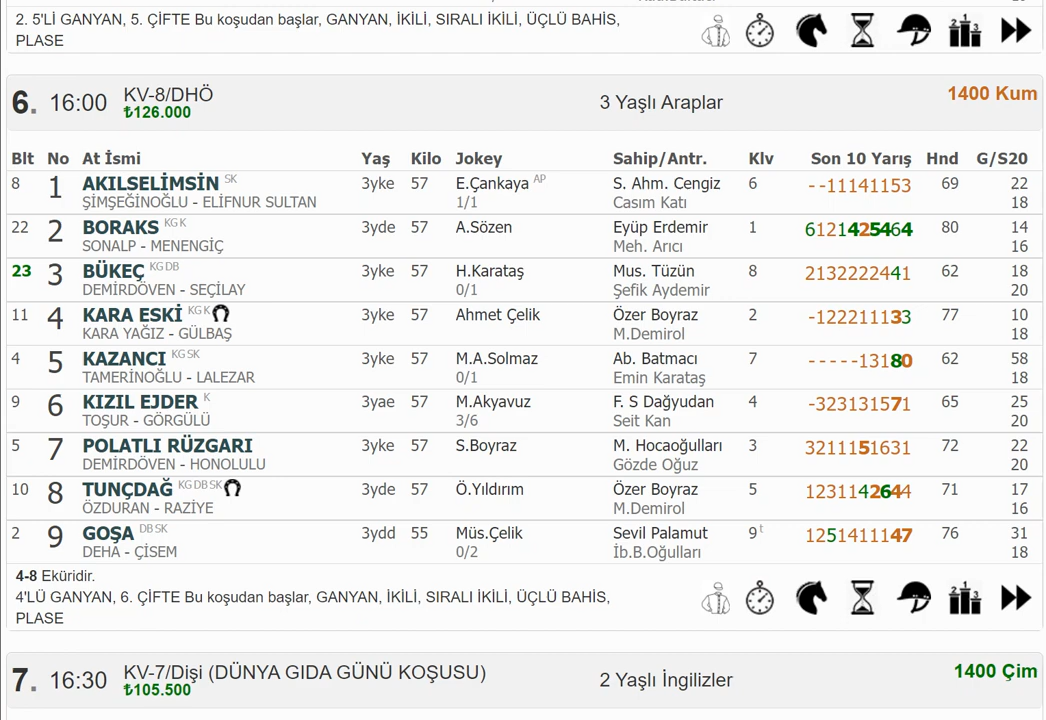 2. 5'Lİ GANYAN, 5. ÇİFTE Bu koşudan başlar, GANYAN, İKİLİ, SIRALI İKİLİ, ÜÇLÜ BAHİS,
PLASE
6. 16:00 KV-8/DHÖ 3 Yaşlı Araplar 1400 Kum
₺126.000
Blt No At İsmi Yaş Kilo Jokey Sahip/Antr. Klv Son 10 Yarış Hnd G/S20
8 1 AKILSELİMSİN SK 3yke 57 E.Çankaya AP S. Ahm. Cengiz 6 --11141153 69 22
ŞİMŞEĞİNOĞLU - ELİFNUR SULTAN 1/1 Casım Katı 18
22 2 BORAKS KG K 3yde 57 A.Sözen Eyüp Erdemir 1 6121425464 80 14
SONALP - MENENGİÇ Meh. Arıcı 16
23 3 BÜKEÇ KG DB 3yke 57 H.Karataş Mus. Tüzün 8 2132222441 62 18
DEMİRDÖVEN - SEÇİLAY 0/1 Şefik Aydemir 20
11 4 KARA ESKİ KG K 3yke 57 Ahmet Çelik Özer Boyraz 2 -122211133 77 10
KARA YAĞIZ - GÜLBAŞ M.Demirol 18
4 5 KAZANCI KG SK 3yke 57 M.A.Solmaz Ab. Batmacı 7 -----13180 62 58
TAMERİNOĞLU - LALEZAR 0/1 Emin Karataş 18
9 6 KIZIL EJDER K 3yae 57 M.Akyavuz F. S Dağyudan 4 -323131571 65 25
TOŞUR - GÖRGÜLÜ 3/6 Seit Kan 20
5 7 POLATLI RÜZGARI 3yke 57 S.Boyraz M. Hocaoğulları 3 3211151631 72 22
DEMİRDÖVEN - HONOLULU Gözde Oğuz 20
10 8 TUNÇDAĞ KG DB SK 3yde 57 Ö.Yıldırım Özer Boyraz 5 1231142644 71 17
ÖZDURAN - RAZİYE M.Demirol 16
2 9 GOŞA DB SK 3ydd 55 Müs.Çelik Sevil Palamut 9 t 1251411147 76 31
DEHA - ÇİSEM 0/2 İb.B.Oğulları 18
4-8 Eküridir.
4'LÜ GANYAN, 6. ÇİFTE Bu koşudan başlar, GANYAN, İKİLİ, SIRALI İKİLİ, ÜÇLÜ BAHİS,
PLASE
7. 16:30 KV-7/Dişi (DÜNYA GIDA GÜNÜ KOŞUSU) 2 Yaşlı İngilizler 1400 Çim
₺105.500